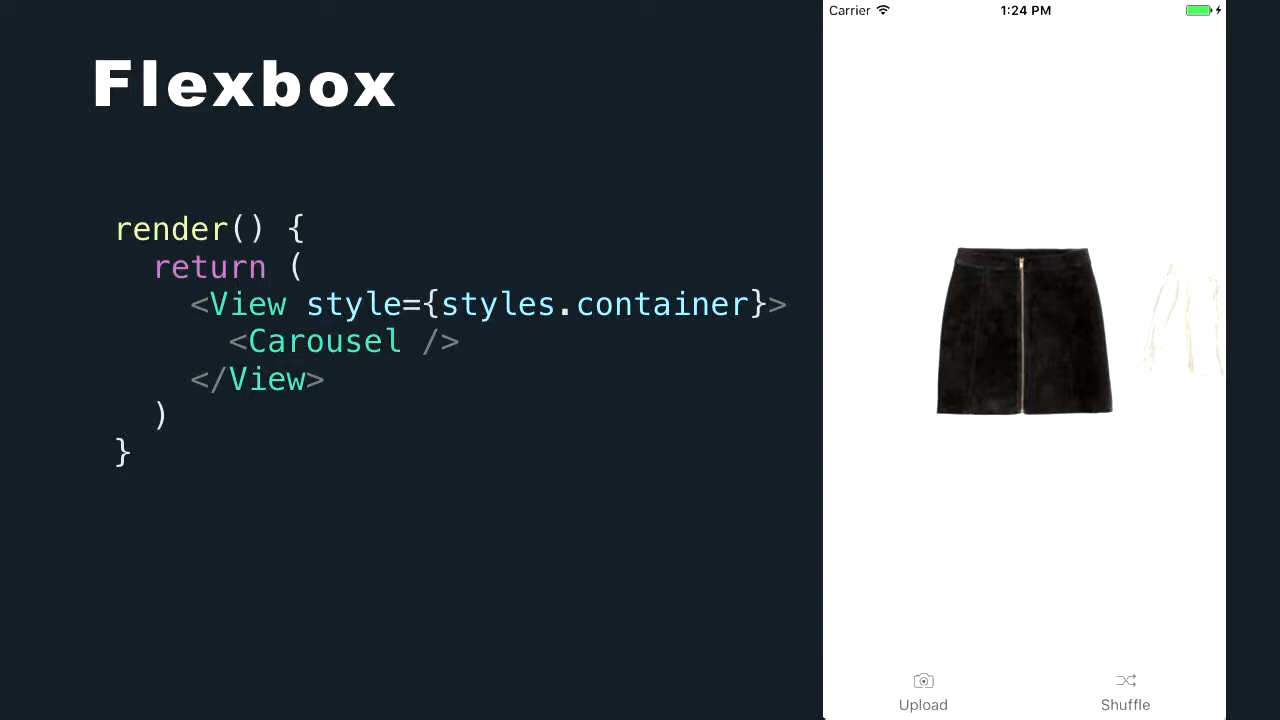 Flexbox
render() {
return (
<View style={styles.container}>
<Carousel />
</View>
)
}
Carrier
1:24 PM
Upload
Shuffle